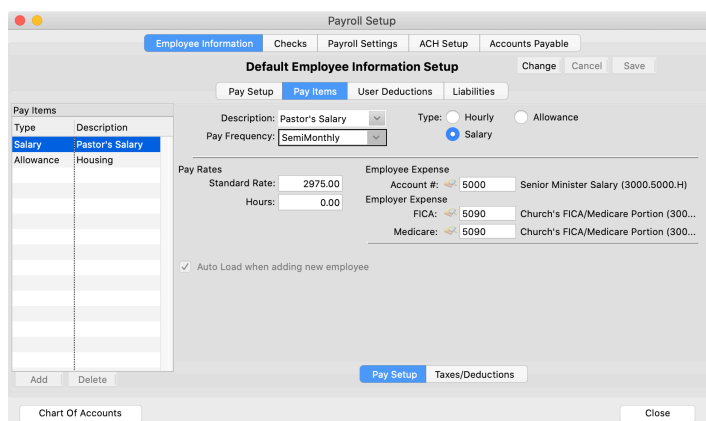 Payroll Setup
Employee Information Checks Payroll Settings ACH Setup Accounts Payable
Default Employee Information Setup Change Cancel Save
Pay Setup Pay Items User Deductions Liabilities
Pay Items
Type Description
Salary Pastor's Salary
Allowance Housing
Description: Pastor's Salary Type: Hourly Allowance
Pay Frequency: SemiMonthly Salary
Pay Rates Employee Expense
Standard Rate: 2975.00 Account #: 5000 Senior Minister Salary (3000.5000.H)
Hours: 0.00 Employer Expense
FICA: 5090 Church's FICA/Medicare Portion (300...
Medicare: 5090 Church's FICA/Medicare Portion (300...
Auto Load when adding new employee
Pay Setup Taxes/Deductions
Add Delete
Chart Of Accounts Close